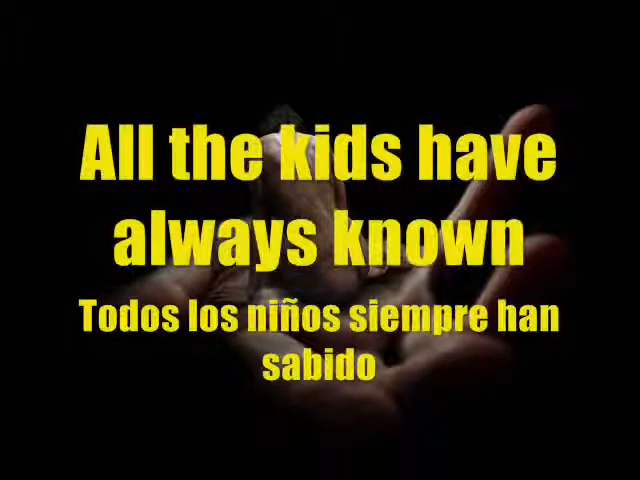 All the kids have
always known
Todos los niños siempre han
sabido